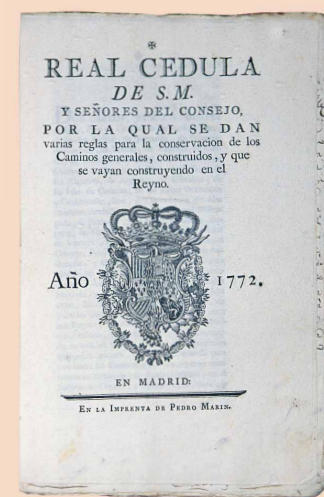 REAL CEDULA
DE S. M.
Y SEÑORES DEL CONSEJO,
POR LA QUAL SE DAN
varias reglas para la conservacion de los
Caminos generales, construidos, y que
se vayan construyendo en el
Reyno.
Año 1772.
EN MADRID:
EN LA IMPRENTA DE PEDRO MARIN.